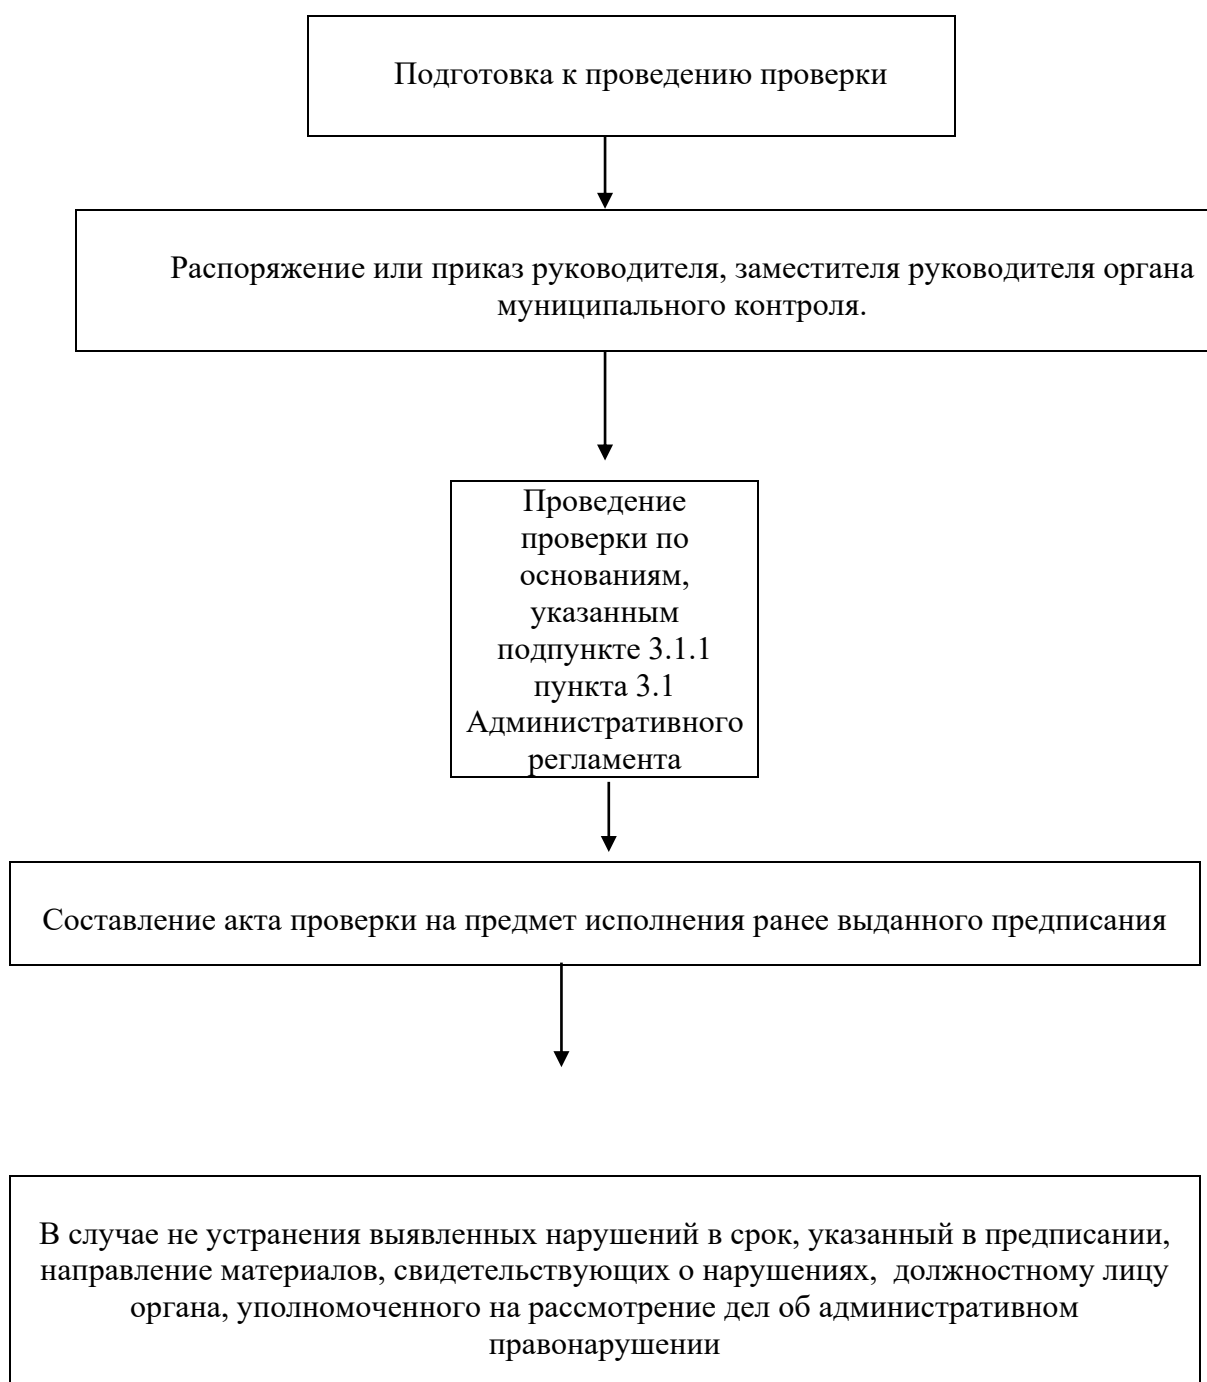 Подготовка к проведению проверки
Распоряжение или приказ руководителя, заместителя руководителя органа
муниципального контроля.
Проведение
проверки по
основаниям,
указанным
подпункте 3.1.1
пункта 3.1
Административного
регламента
Составление акта проверки на предмет исполнения ранее выданного предписания
В случае не устранения выявленных нарушений в срок, указанный в предписании,
направление материалов, свидетельствующих о нарушениях,  должностному лицу
органа, уполномоченного на рассмотрение дел об административном
правонарушении